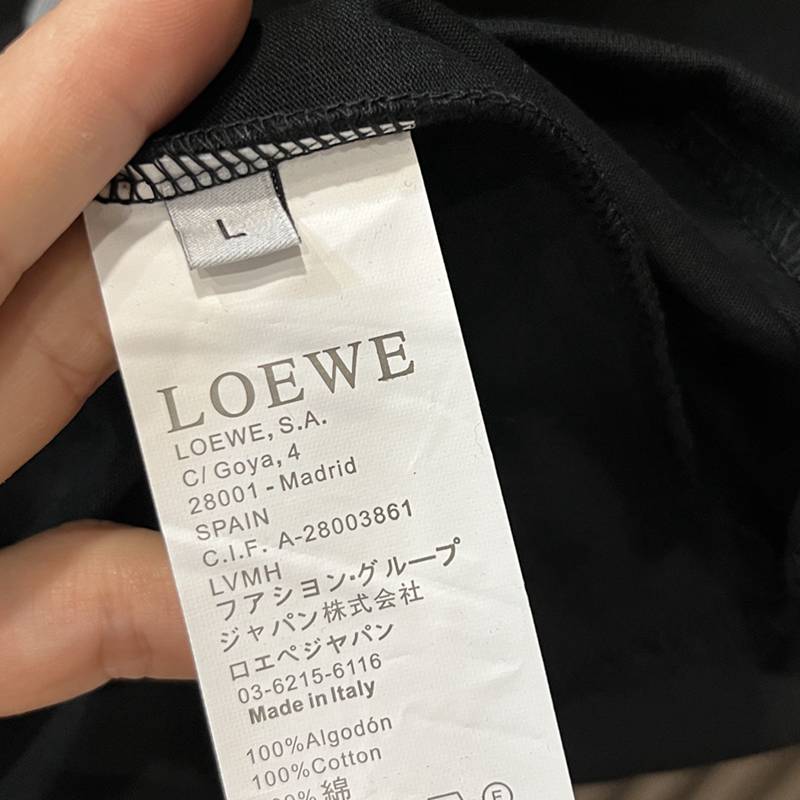 L
LOEWE
LOEWE, S.A.
C/ Goya, 4
28001 - Madrid
SPAIN
C.I.F. A-28003861
LVMH
フアション・グループ
ジャパン株式会社
ロエペジャパン
03-6215-6116
Made in Italy
100%Algodón
100%Cotton
綿